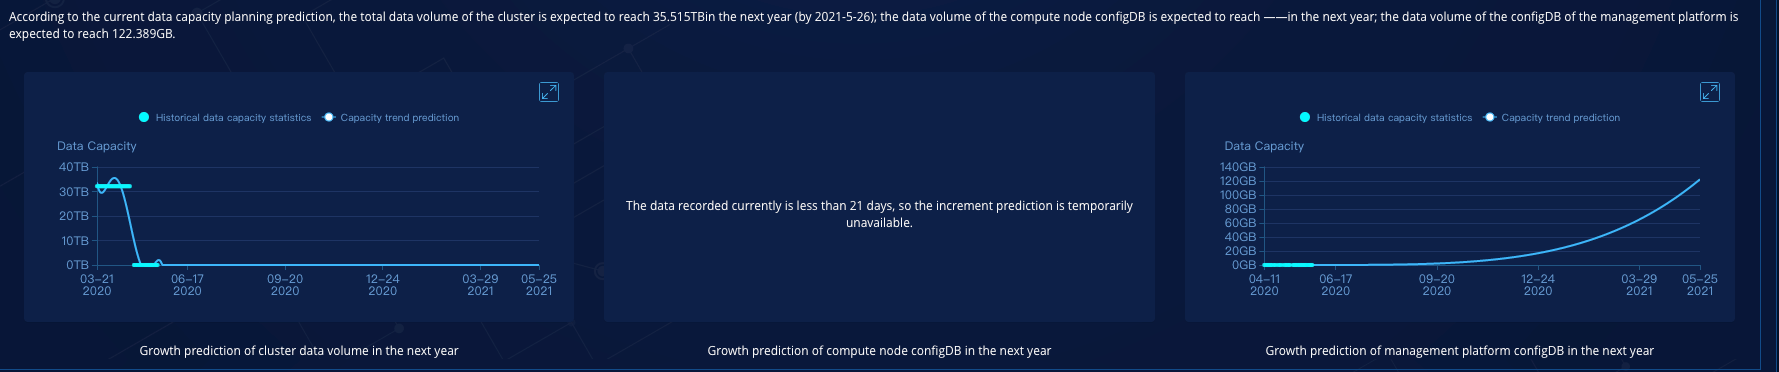 According to the current data capacity planning prediction, the total data volume of the cluster is expected to reach 35.515TBin the next year (by 2021-5-26); the data volume of the compute node configDB is expected to reach ——in the next year; the data volume of the configDB of the management platform is
expected to reach 122.389GB.
Historical data capacity statistics Capacity trend prediction
Data Capacity
40TB
30TB
20TB
10TB
0TB
03-21 06-17 09-20 12-24 03-29 05-25
2020 2020 2020 2020 2021 2021
Growth prediction of cluster data volume in the next year
The data recorded currently is less than 21 days, so the increment prediction is temporarily
unavailable.
Growth prediction of compute node configDB in the next year
Historical data capacity statistics Capacity trend prediction
Data Capacity
140GB
120GB
100GB
80GB
60GB
40GB
20GB
0GB
04-11 06-17 09-20 12-24 03-29 05-25
2020 2020 2020 2020 2021 2021
Growth prediction of management platform configDB in the next year